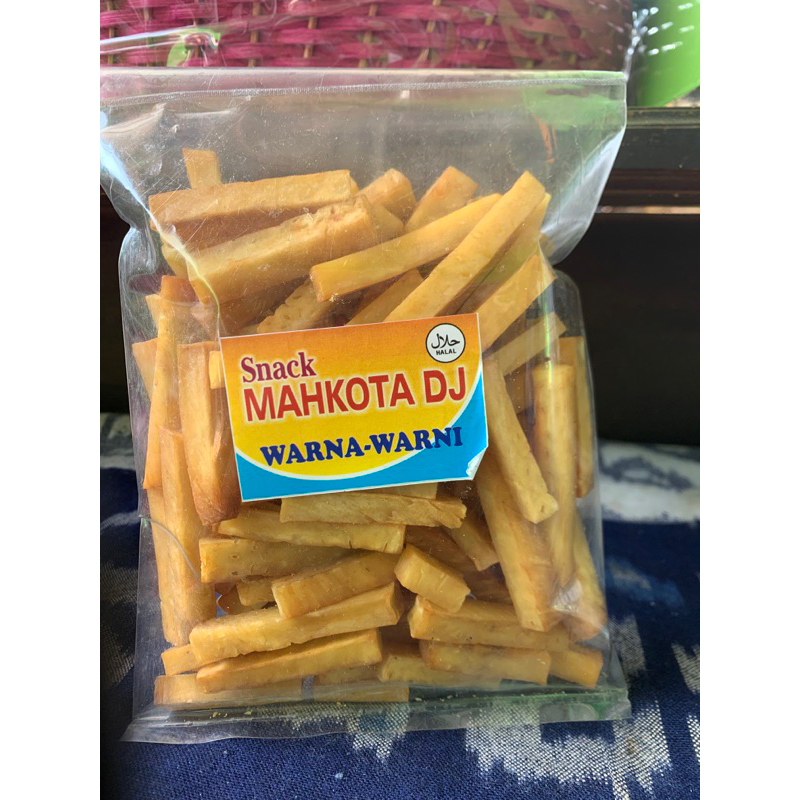 حلال
HALAL
Snack
MAHKOTA DJ
WARNA-WARNI